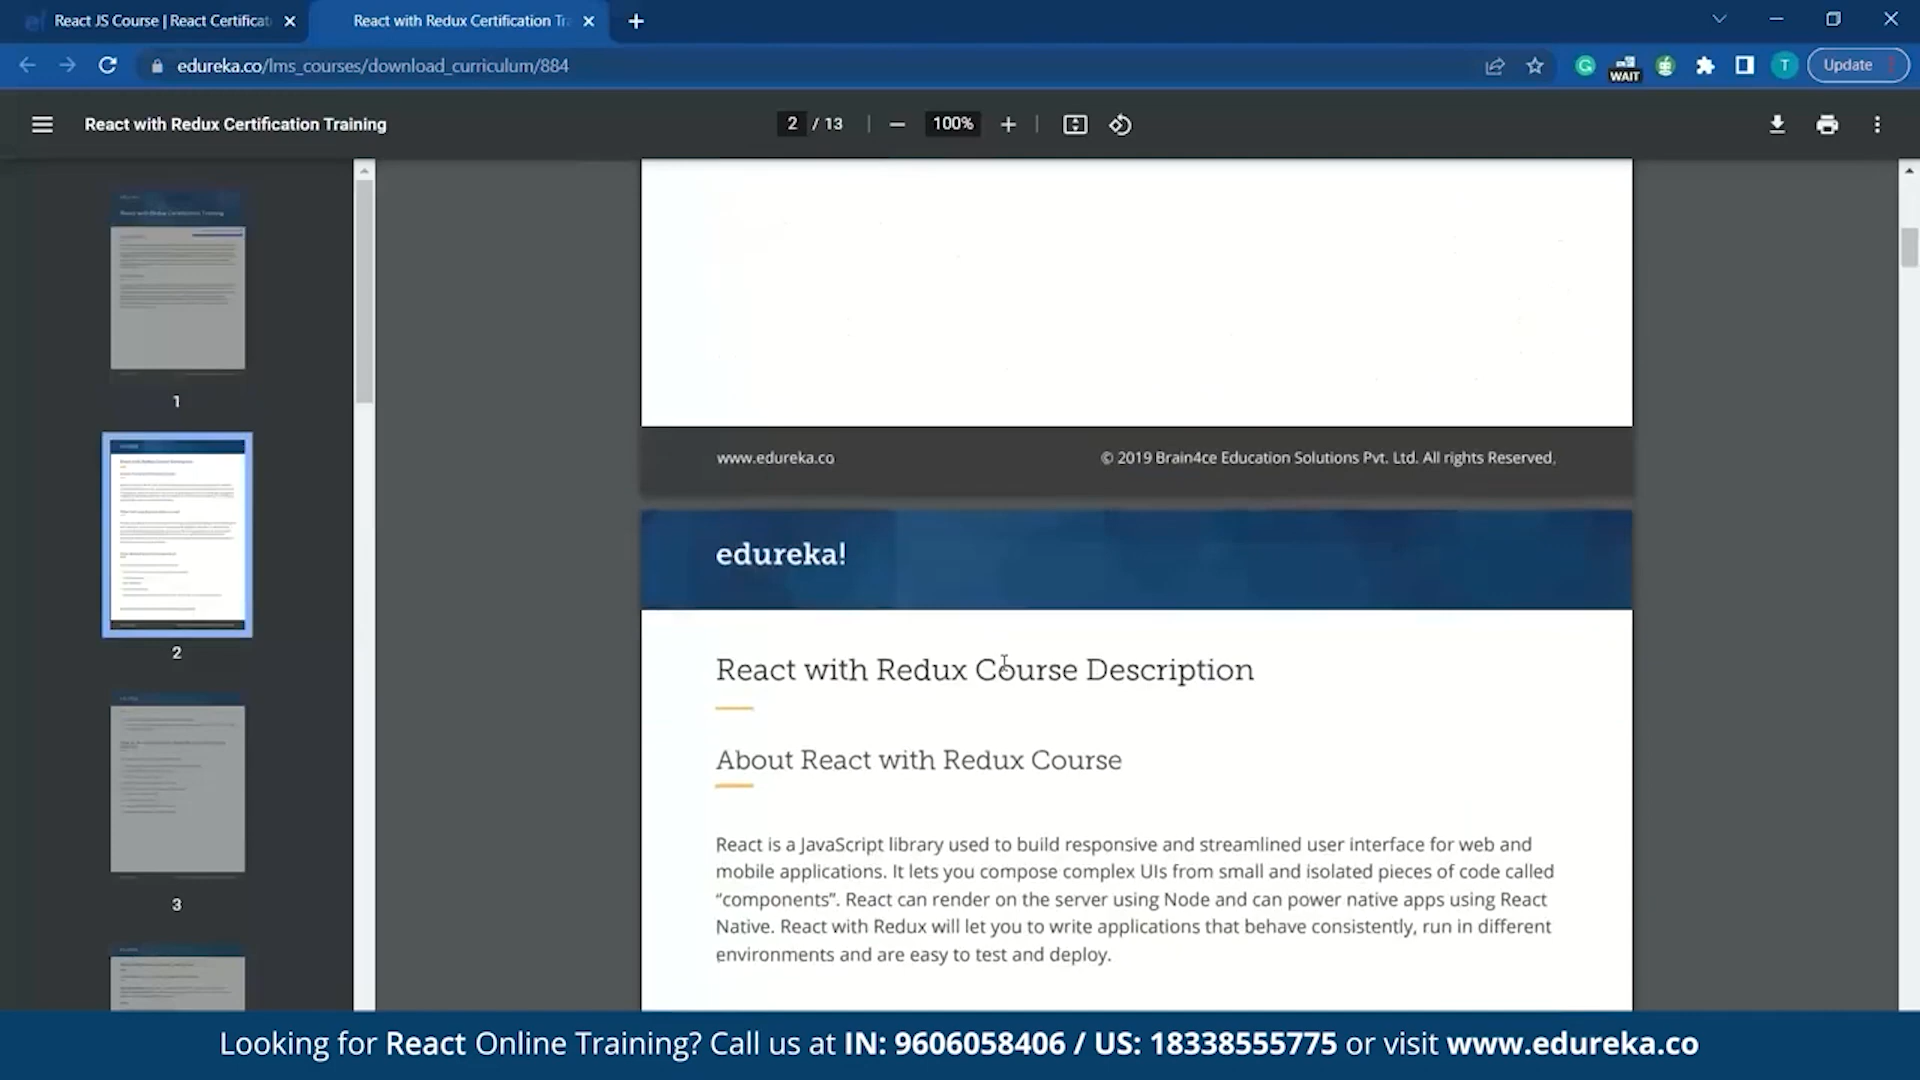 React JS Course | React Certificat
React with Redux Certification Tra
edureka.co/lms_courses/download_curriculum/884
WAIT
T
Update
React with Redux Certification Training
2 / 13
100%
1
2
3
www.edureka.co
© 2019 Brain4ce Education Solutions Pvt. Ltd. All rights Reserved,
edureka!
React with Redux Course Description
About React with Redux Course
React is a JavaScript library used to build responsive and streamlined user interface for web and
mobile applications. It lets you compose complex UIs from small and isolated pieces of code called
“components”. React can render on the server using Node and can power native apps using React
Native. React with Redux will let you to write applications that behave consistently, run in different
environments and are easy to test and deploy.
Looking for React Online Training? Call us at IN: 9606058406 / US: 18338555775 or visit www.edureka.co